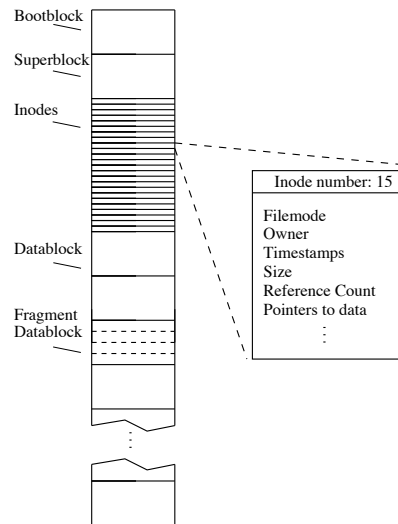 Bootblock
Superblock
Inodes
Datablock
Fragment
Datablock
Inode number: 15
Filemode
Owner
Timestamps
Size
Reference Count
Pointers to data